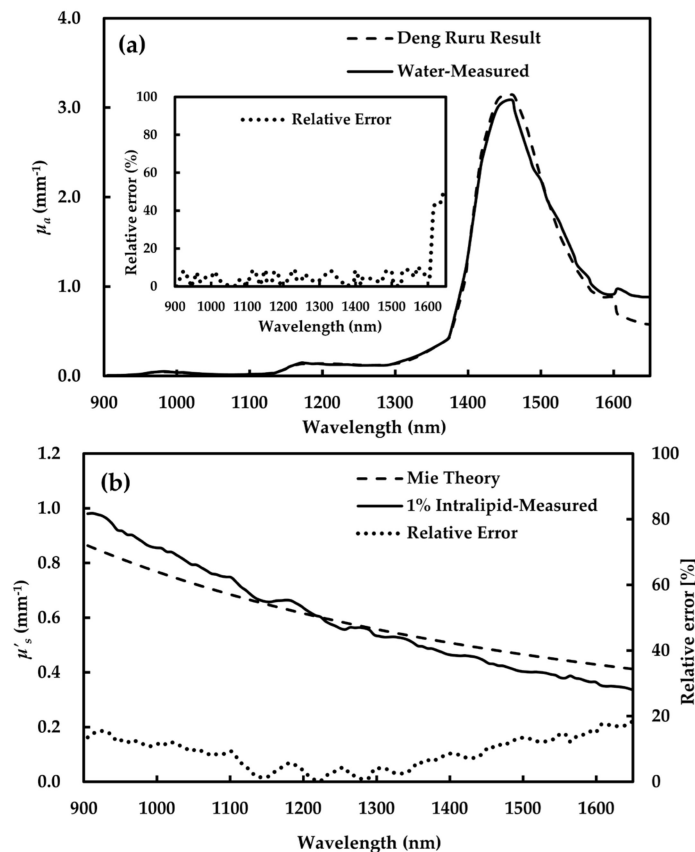 (a)
Deng Ruru Result
Water-Measured
4.0
3.0
2.0
1.0
0.0
μa (mm-1)
100
80
60
40
20
0
Relative error (%)
Relative Error
900 1000 1100 1200 1300 1400 1500 1600
Wavelength (nm)
900 1000 1100 1200 1300 1400 1500 1600
Wavelength (nm)
(b)
Mie Theory
1% Intralipid-Measured
Relative Error
1.2
1.0
0.8
0.6
0.4
0.2
0.0
μ's (mm-1)
100
80
60
40
20
0
Relative error [%]
900 1000 1100 1200 1300 1400 1500 1600
Wavelength (nm)